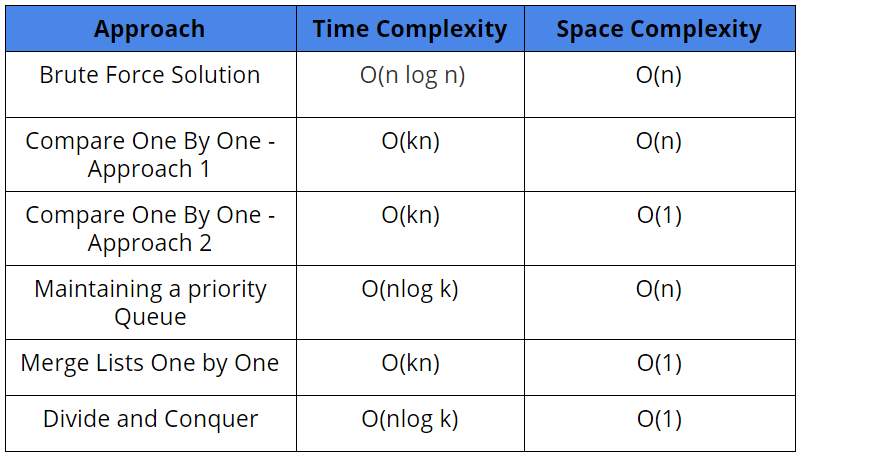 Approach Time Complexity Space Complexity
Brute Force Solution O(n log n) O(n)
Compare One By One - O(kn) O(n)
Approach 1
Compare One By One - O(kn) O(1)
Approach 2
Maintaining a priority O(nlog k) O(n)
Queue
Merge Lists One by One O(kn) O(1)
Divide and Conquer O(nlog k) O(1)